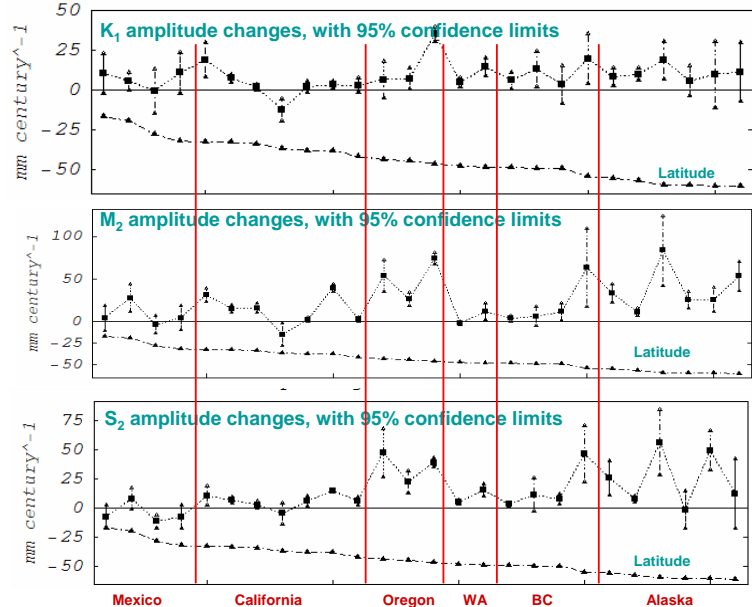 K1 amplitude changes, with 95% confidence limits
50
25
0
-25
-50
mm century^-1
Latitude
M2 amplitude changes, with 95% confidence limits
100
50
0
-50
mm century^-1
Latitude
S2 amplitude changes, with 95% confidence limits
75
50
25
0
-50
mm century^-1
Latitude
Mexico California Oregon WA BC Alaska